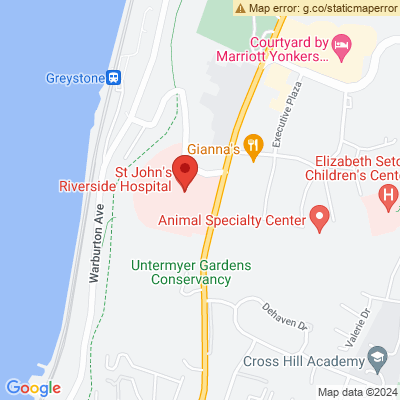 Map error: g.co/staticmaperror
Courtyard by
Marriott Yonkers...
Greystone
Executive Plaza
Gianna's
St John's
Riverside Hospital
Elizabeth Seto
Children's Cente
Warburton Ave
Animal Specialty Center
Untermyer Gardens
Conservancy
Dehaven Dr
Valerie Dr
Cross Hill Academy
Google
Map data ©2024